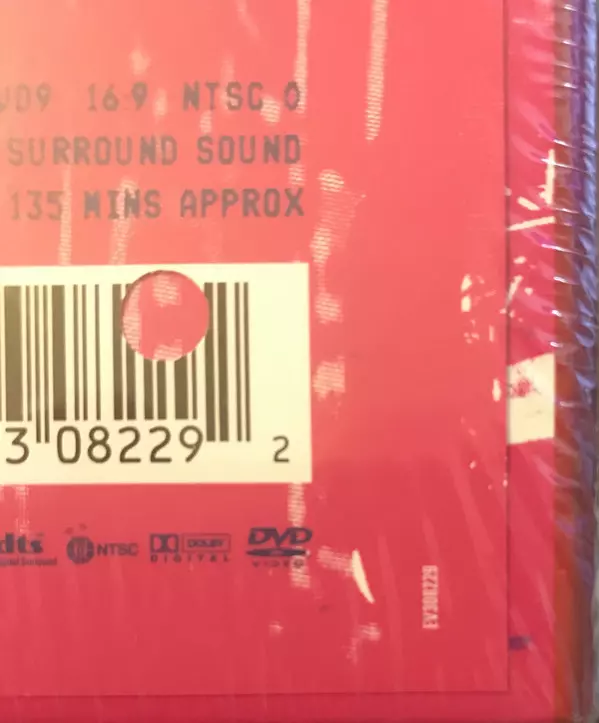 VD9 16:9 NTSC 0
SURROUND SOUND
135 MINS APPROX
3 08229 2
dts NTSC DOLBY DIGITAL DVD VIDEO
EV308229